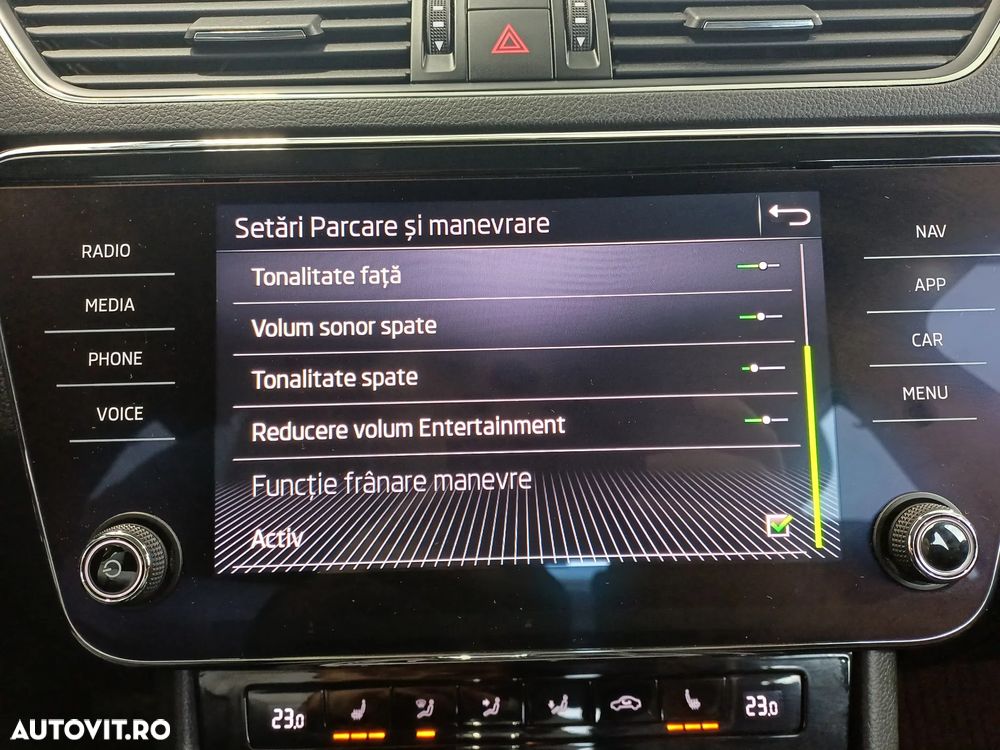 Setări Parcare și manevrare
RADIO
MEDIA
PHONE
VOICE
Tonalitate față
Volum sonor spate
Tonalitate spate
Reducere volum Entertainment
Funcție frânare manevre
Activ
NAV
APP
CAR
MENU
23.0
23.0
AUTOVIT.RO